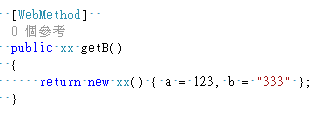 [WebMethod]
0 個參考
public xx getB()
{
return new xx() { a = 123, b = "333" };
}